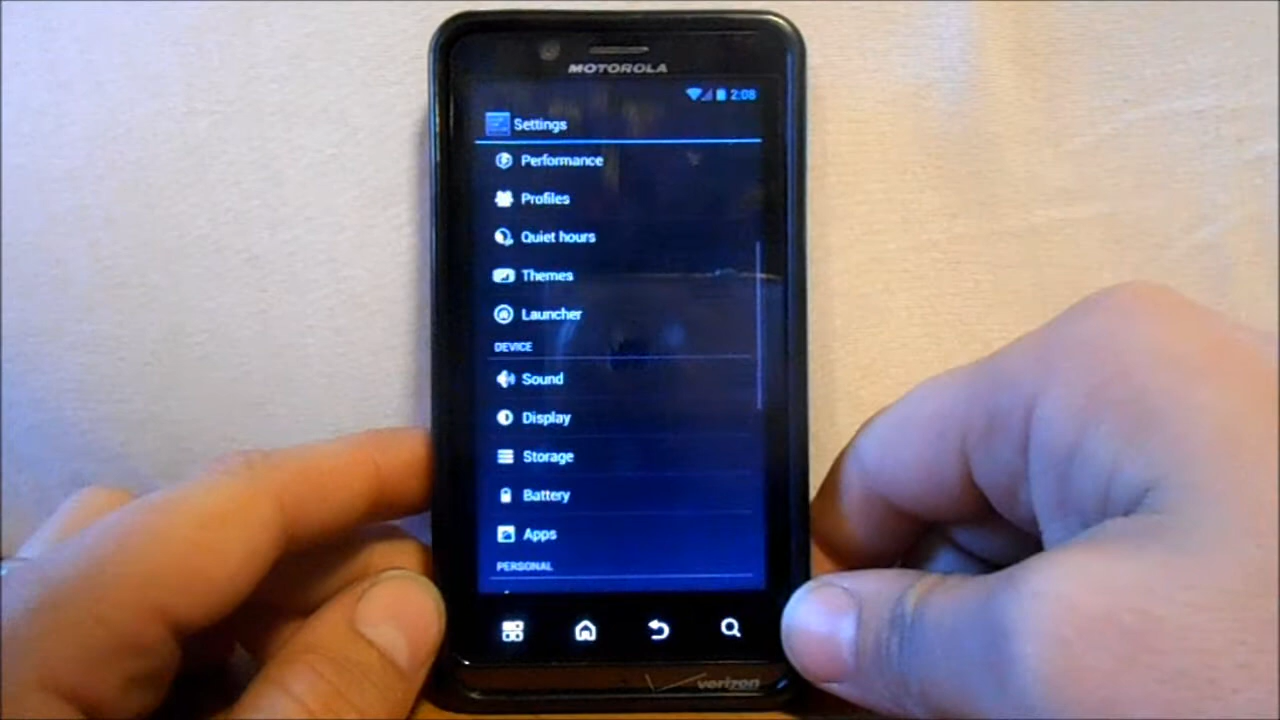 MOTOROLA
2:08
Settings
Performance
Profiles
Quiet hours
Themes
Launcher
DEVICE
Sound
Display
Storage
Battery
Apps
PERSONAL
verizon